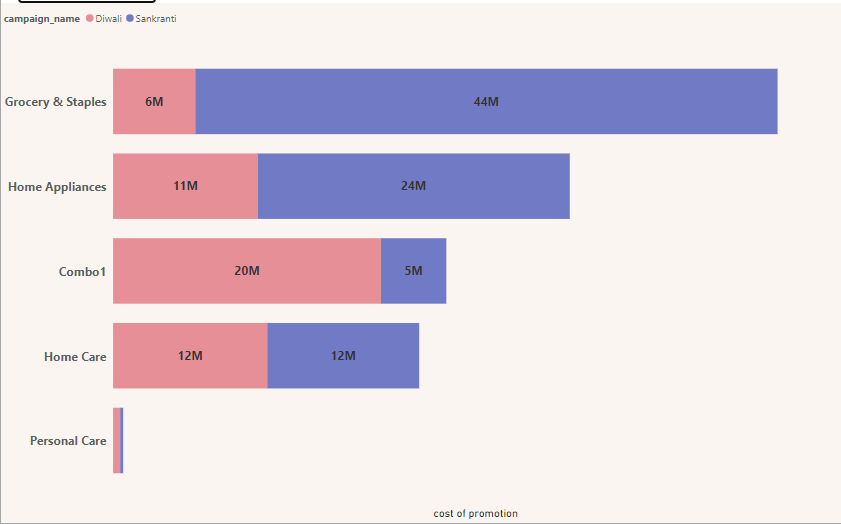 campaign_name Diwali Sankranti
Grocery & Staples 6M 44M
Home Appliances 11M 24M
Combo1 20M 5M
Home Care 12M 12M
Personal Care
cost of promotion